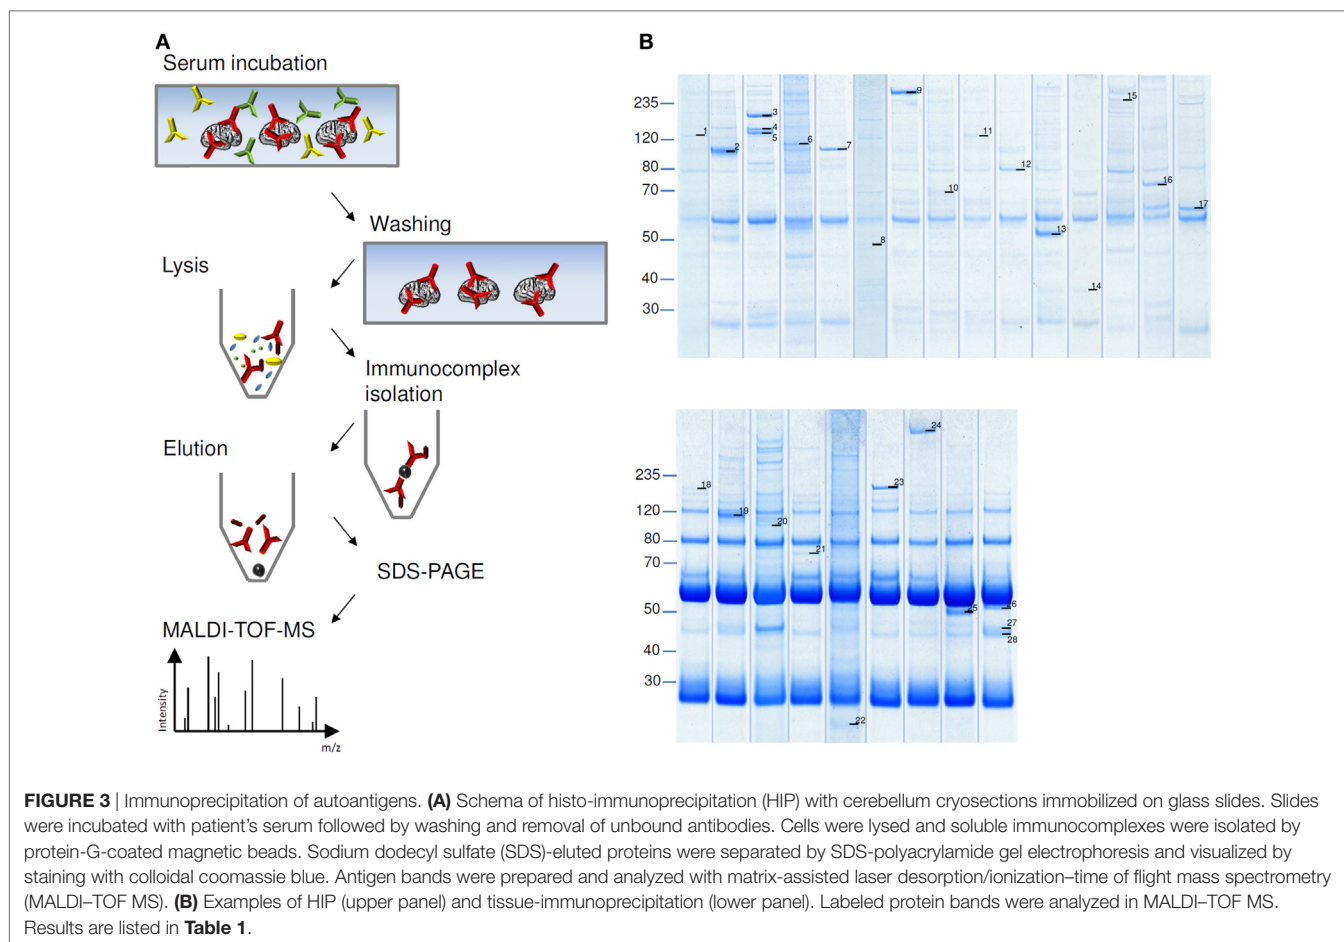 A
Serum incubation
Washing
Lysis
Immunocomplex
isolation
Elution
SDS-PAGE
MALDI-TOF-MS
Intensity
m/z
B
235
120
80
70
50
40
30
1
2
3
4
5
6
7
8
9
10
11
12
13
14
15
16
17
235
120
80
70
50
40
30
18
19
20
21
22
23
24
25
26
27
28
FIGURE 3 | Immunoprecipitation of autoantigens. (A) Schema of histo-immunoprecipitation (HIP) with cerebellum cryosections immobilized on glass slides. Slides
were incubated with patient's serum followed by washing and removal of unbound antibodies. Cells were lysed and soluble immunocomplexes were isolated by
protein-G-coated magnetic beads. Sodium dodecyl sulfate (SDS)-eluted proteins were separated by SDS-polyacrylamide gel electrophoresis and visualized by
staining with colloidal coomassie blue. Antigen bands were prepared and analyzed with matrix-assisted laser desorption/ionization–time of flight mass spectrometry
(MALDI–TOF MS). (B) Examples of HIP (upper panel) and tissue-immunoprecipitation (lower panel). Labeled protein bands were analyzed in MALDI–TOF MS.
Results are listed in Table 1.